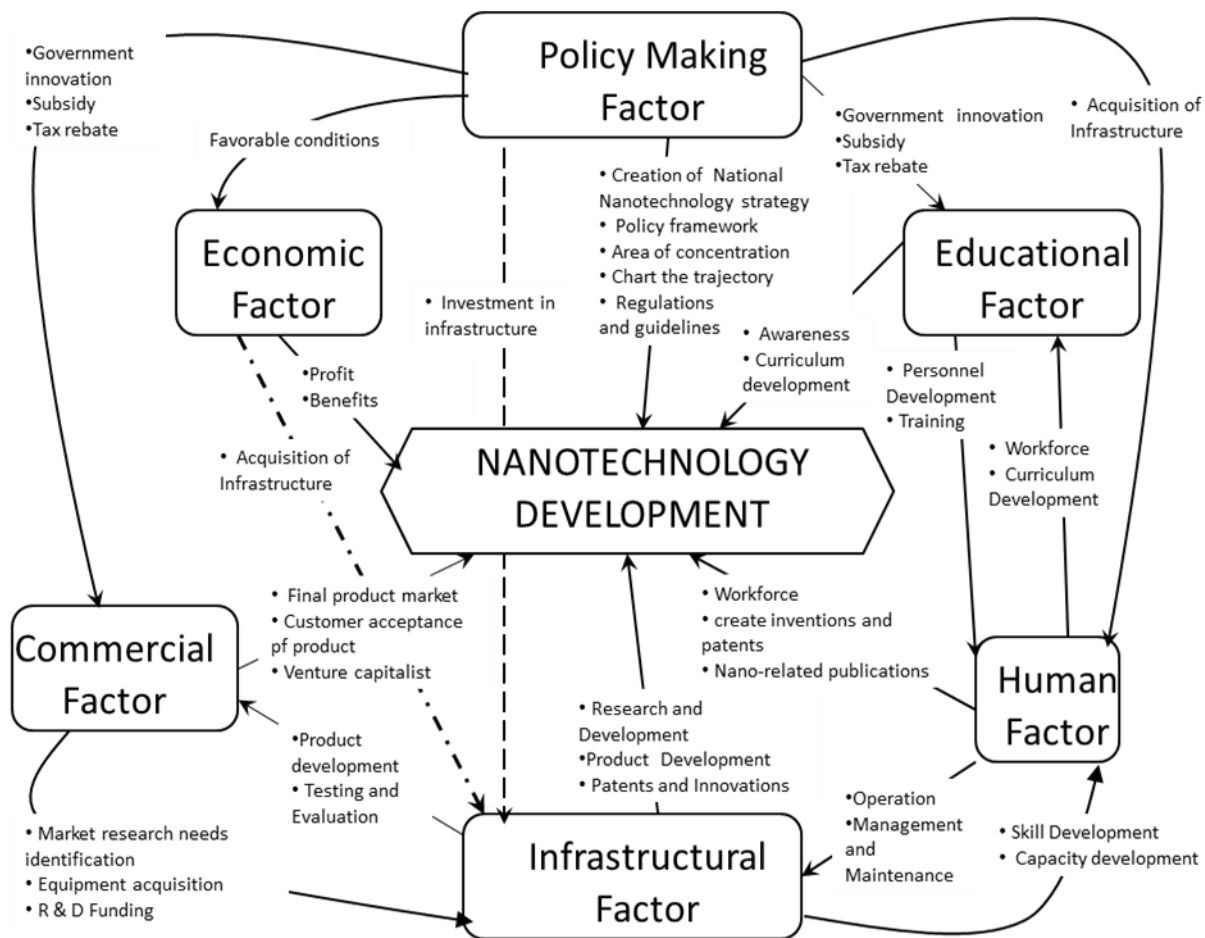 Policy Making
Factor
•Government
innovation
•Subsidy
•Tax rebate
Favorable conditions
•Government innovation
•Subsidy
•Tax rebate
• Acquisition of
Infrastructure
• Creation of National
Nanotechnology strategy
• Policy framework
• Area of concentration
• Chart the trajectory
• Regulations
and guidelines
Economic
Factor
Educational
Factor
• Investment in
infrastructure
• Awareness
• Curriculum
development
• Personnel
Development
• Training
•Profit
•Benefits
• Acquisition of
Infrastructure
NANOTECHNOLOGY
DEVELOPMENT
• Workforce
• Curriculum
Development
• Final product market
• Customer acceptance
pf product
• Venture capitalist
• Workforce
• create inventions and
patents
• Nano-related publications
Commercial
Factor
Human
Factor
• Research and
Development
•Product Development
• Patents and Innovations
•Product
development
• Testing and
Evaluation
•Operation
•Management
and
Maintenance
• Skill Development
• Capacity development
• Market research needs
identification
• Equipment acquisition
• R & D Funding
Infrastructural
Factor